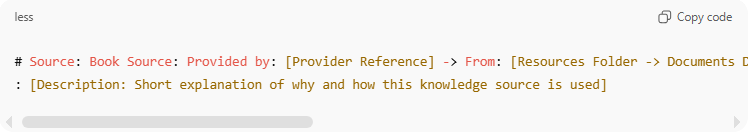 less
Copy code
# Source: Book Source: Provided by: [Provider Reference] -> From: [Resources Folder -> Documents D
: [Description: Short explanation of why and how this knowledge source is used]